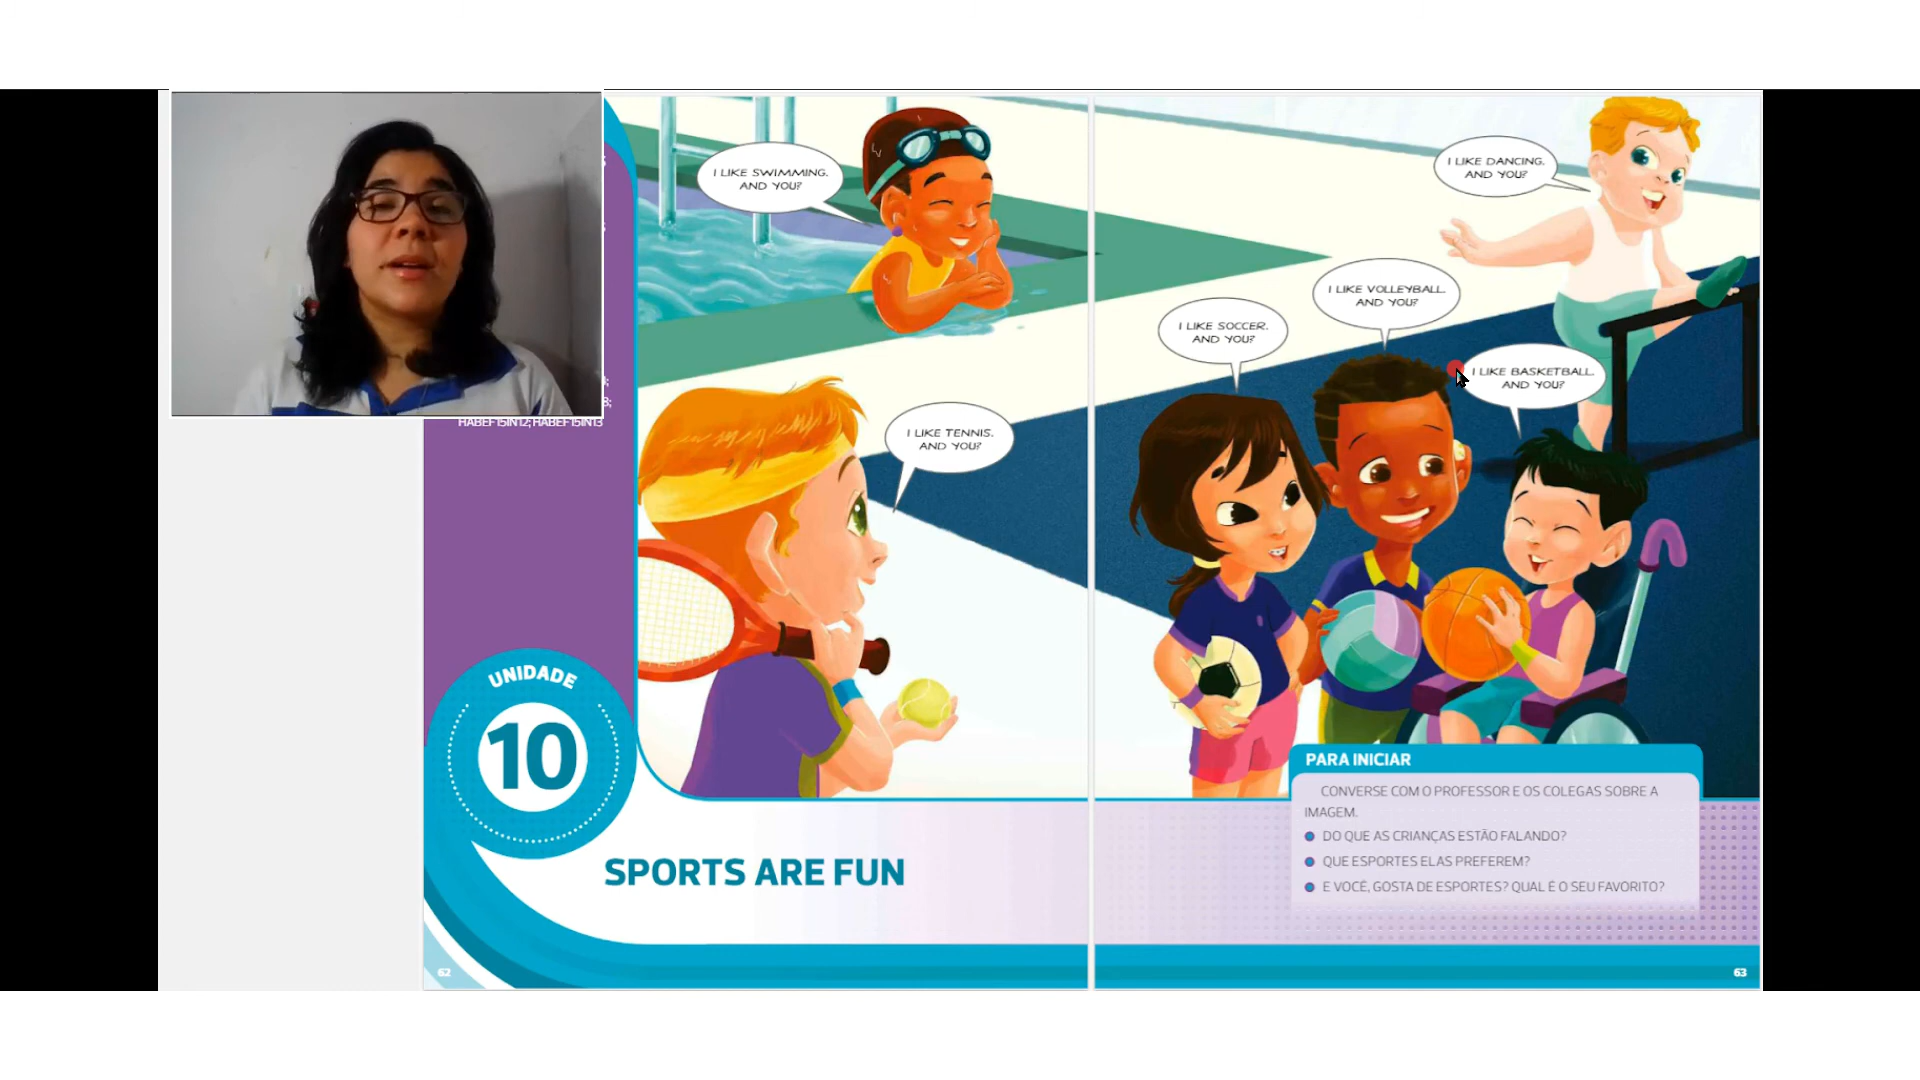 I LIKE SWIMMING.
AND YOU?
I LIKE DANCING.
AND YOU?
I LIKE VOLLEYBALL.
AND YOU?
I LIKE SOCCER.
AND YOU?
I LIKE BASKETBALL.
AND YOU?
I LIKE TENNIS.
AND YOU?
HABEF15IN12; HABEF15IN13
UNIDADE
10
SPORTS ARE FUN
PARA INICIAR
CONVERSE COM O PROFESSOR E OS COLEGAS SOBRE A
IMAGEM.
DO QUE AS CRIANÇAS ESTÃO FALANDO?
QUE ESPORTES ELAS PREFEREM?
E VOCÊ, GOSTA DE ESPORTES? QUAL É O SEU FAVORITO?
62
63